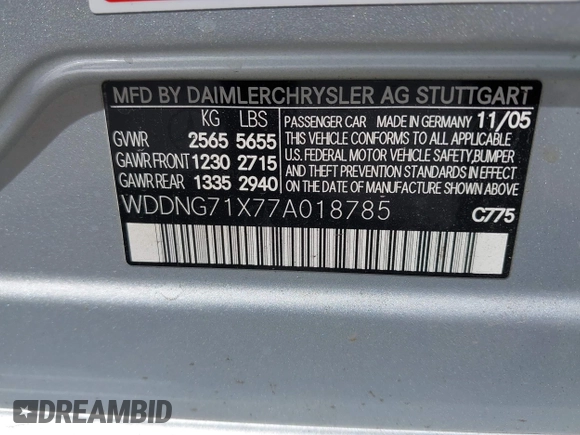 MFD BY DAIMLERCHRYSLER AG STUTTGART
KG LBS
GVWR 2565 5655
GAWR FRONT 1230 2715
GAWR REAR 1335 2940
PASSENGER CAR MADE IN GERMANY 11/05
THIS VEHICLE CONFORMS TO ALL APPLICABLE
U.S. FEDERAL MOTOR VEHICLE SAFETY, BUMPER
AND THEFT PREVENTION STANDARDS IN EFFECT
ON THE DATE OF MANUFACTURE SHOWN ABOVE.
WDDNG71X77A018785
C775
DREAMBID